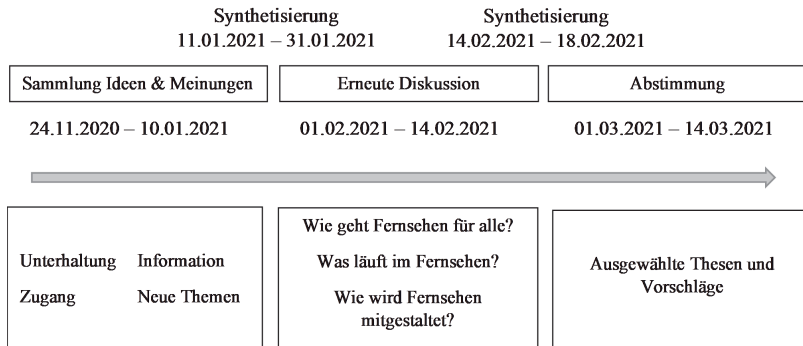 Synthetisierung
11.01.2021 – 31.01.2021
Synthetisierung
14.02.2021 – 18.02.2021
Sammlung Ideen & Meinungen
Erneute Diskussion
Abstimmung
24.11.2020 – 10.01.2021
01.02.2021 – 14.02.2021
01.03.2021 – 14.03.2021
Unterhaltung Information
Zugang Neue Themen
Wie geht Fernsehen für alle?
Was läuft im Fernsehen?
Wie wird Fernsehen
mitgestaltet?
Ausgewählte Thesen und
Vorschläge